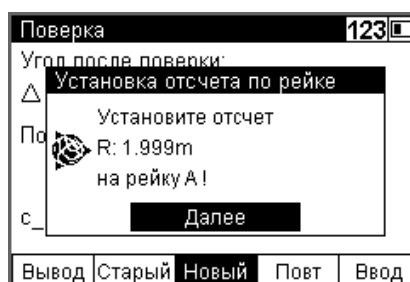 Поверка 123
Угол после поверки:
Установка отсчета по рейке
Установите отсчет
По
R: 1.999m
на рейку А !
с_
Далее
Вывод Старый Новый Повт Ввод